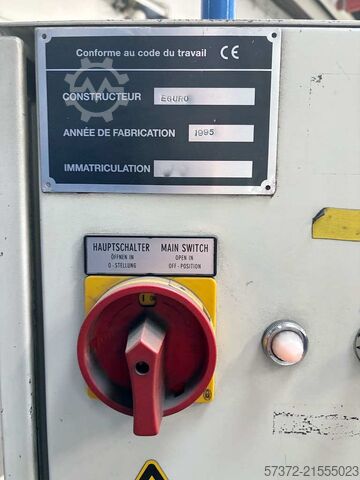 Conforme au code du travail CE
CONSTRUCTEUR EGURO
ANNÉE DE FABRICATION 1995
IMMATRICULATION
HAUPTSCHALTER MAIN SWITCH
ÖFFNEN IN OPEN IN
O-STELLUNG OFF-POSITION
57372-21555023